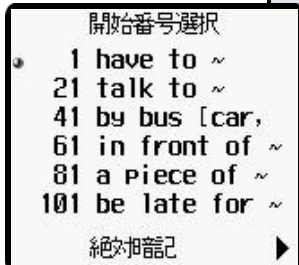 開始番号選択
1 have to ~
21 talk to ~
41 by bus [car,
61 in front of ~
81 a piece of ~
101 be late for ~
絶対暗記